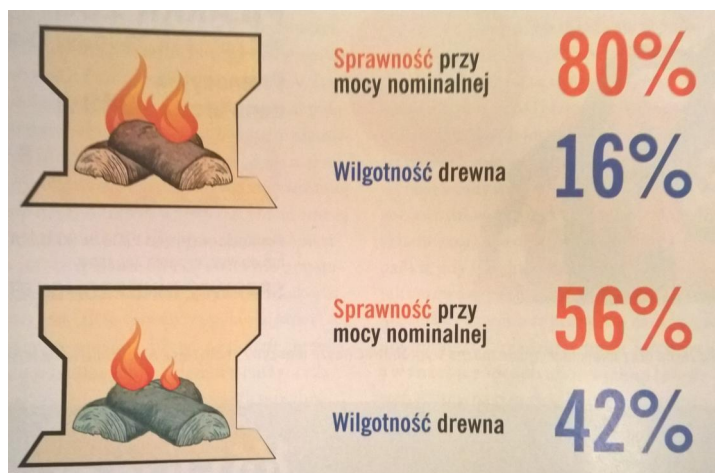 Sprawność przy
mocy nominalnej
80%
Wilgotność drewna
16%
Sprawność przy
mocy nominalnej
56%
Wilgotność drewna
42%